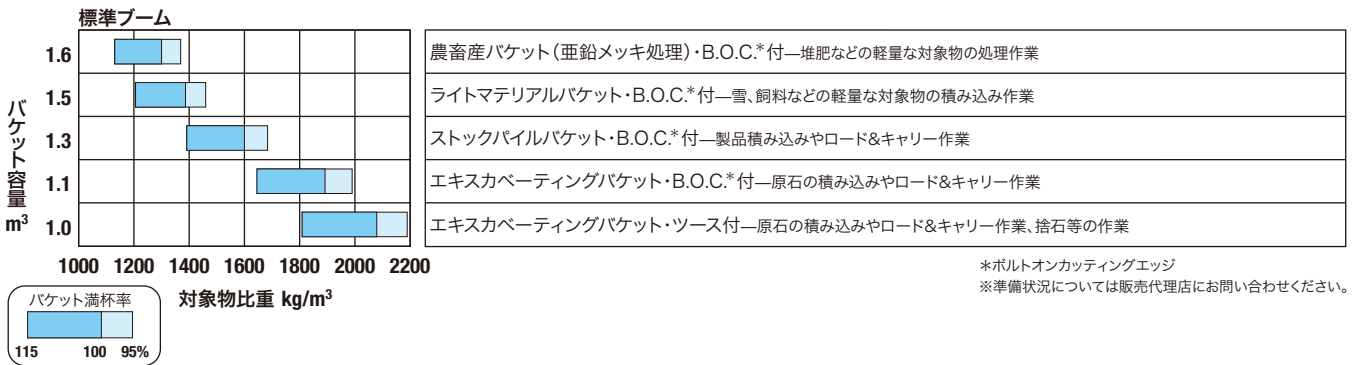 標準ブーム
バケット容量 m³
1.6 農畜産バケット(亜鉛メッキ処理)・B.O.C.*付—堆肥などの軽量な対象物の処理作業
1.5 ライトマテリアルバケット・B.O.C.*付—雪、飼料などの軽量な対象物の積み込み作業
1.3 ストックパイルバケット・B.O.C.*付—製品積み込みやロード&キャリー作業
1.1 エキスカベーティングバケット・B.O.C.*付—原石の積み込みやロード&キャリー作業
1.0 エキスカベーティングバケット・ツース付—原石の積み込みやロード&キャリー作業、捨石等の作業
1000 1200 1400 1600 1800 2000 2200
対象物比重 kg/m³
*ボルトオンカッティングエッジ
※準備状況については販売代理店にお問い合わせください。
バケット満杯率
115 100 95%